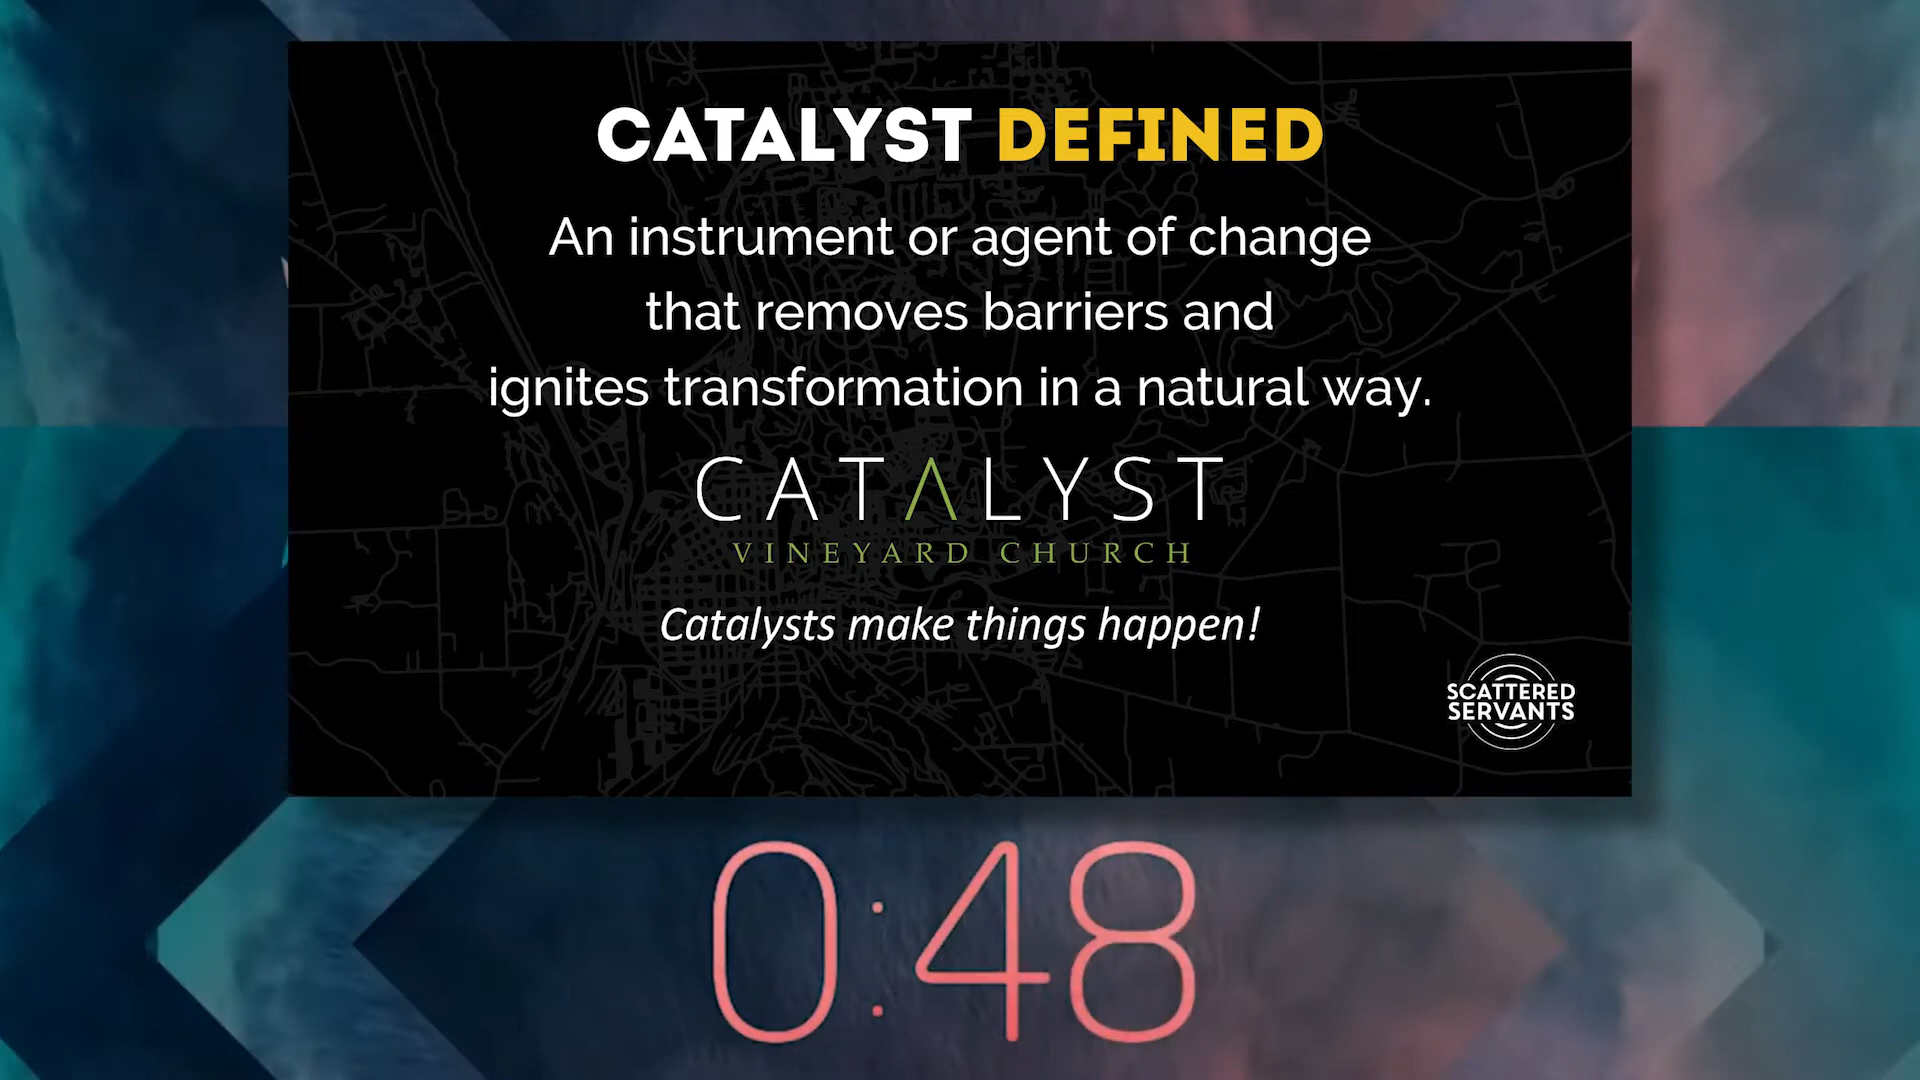 CATALYST DEFINED
An instrument or agent of change
that removes barriers and
ignites transformation in a natural way.
CATΛLYST
VINEYARD CHURCH
Catalysts make things happen!
SCATTERED
SERVANTS
0:48